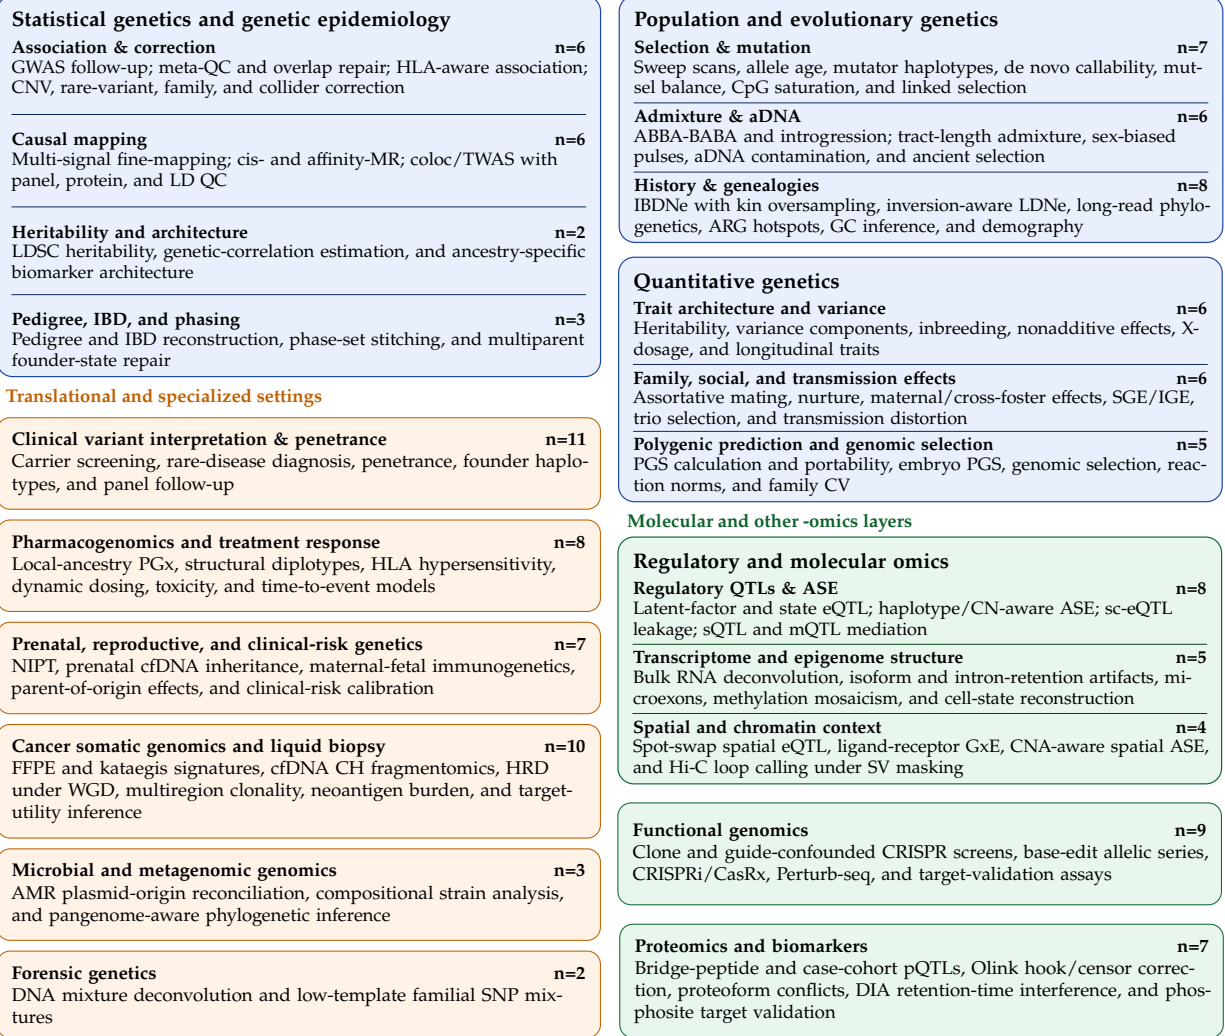 Statistical genetics and genetic epidemiology
Association & correction n=6
GWAS follow-up; meta-QC and overlap repair; HLA-aware association;
CNV, rare-variant, family, and collider correction
Causal mapping n=6
Multi-signal fine-mapping; cis- and affinity-MR; coloc/TWAS with
panel, protein, and LD QC
Heritability and architecture n=2
LDSC heritability, genetic-correlation estimation, and ancestry-specific
biomarker architecture
Pedigree, IBD, and phasing n=3
Pedigree and IBD reconstruction, phase-set stitching, and multiparent
founder-state repair
Translational and specialized settings
Clinical variant interpretation & penetrance n=11
Carrier screening, rare-disease diagnosis, penetrance, founder haplo-
types, and panel follow-up
Pharmacogenomics and treatment response n=8
Local-ancestry PGx, structural diplotypes, HLA hypersensitivity,
dynamic dosing, toxicity, and time-to-event models
Prenatal, reproductive, and clinical-risk genetics n=7
NIPT, prenatal cfDNA inheritance, maternal-fetal immunogenetics,
parent-of-origin effects, and clinical-risk calibration
Cancer somatic genomics and liquid biopsy n=10
FFPE and kataegis signatures, cfDNA CH fragmentomics, HRD
under WGD, multiregion clonality, neoantigen burden, and target-
utility inference
Microbial and metagenomic genomics n=3
AMR plasmid-origin reconciliation, compositional strain analysis,
and pangenome-aware phylogenetic inference
Forensic genetics n=2
DNA mixture deconvolution and low-template familial SNP mix-
tures
Population and evolutionary genetics
Selection & mutation n=7
Sweep scans, allele age, mutator haplotypes, de novo callability, mut-
sel balance, CpG saturation, and linked selection
Admixture & aDNA n=6
ABBA-BABA and introgression; tract-length admixture, sex-biased
pulses, aDNA contamination, and ancient selection
History & genealogies n=8
IBDNe with kin oversampling, inversion-aware LDNe, long-read phylo-
genetics, ARG hotspots, GC inference, and demography
Quantitative genetics
Trait architecture and variance n=6
Heritability, variance components, inbreeding, nonadditive effects, X-
dosage, and longitudinal traits
Family, social, and transmission effects n=6
Assortative mating, nurture, maternal/cross-foster effects, SGE/IGE,
trio selection, and transmission distortion
Polygenic prediction and genomic selection n=5
PGS calculation and portability, embryo PGS, genomic selection, reac-
tion norms, and family CV
Molecular and other -omics layers
Regulatory and molecular omics
Regulatory QTLs & ASE n=8
Latent-factor and state eQTL; haplotype/CN-aware ASE; sc-eQTL
leakage; sQTL and mQTL mediation
Transcriptome and epigenome structure n=5
Bulk RNA deconvolution, isoform and intron-retention artifacts, mi-
croexons, methylation mosaicism, and cell-state reconstruction
Spatial and chromatin context n=4
Spot-swap spatial eQTL, ligand-receptor GxE, CNA-aware spatial ASE,
and Hi-C loop calling under SV masking
Functional genomics n=9
Clone and guide-confounded CRISPR screens, base-edit allelic series,
CRISPRi/CasRx, Perturb-seq, and target-validation assays
Proteomics and biomarkers n=7
Bridge-peptide and case-cohort pQTLs, Olink hook/censor correc-
tion, proteoform conflicts, DIA retention-time interference, and phos-
phosite target validation